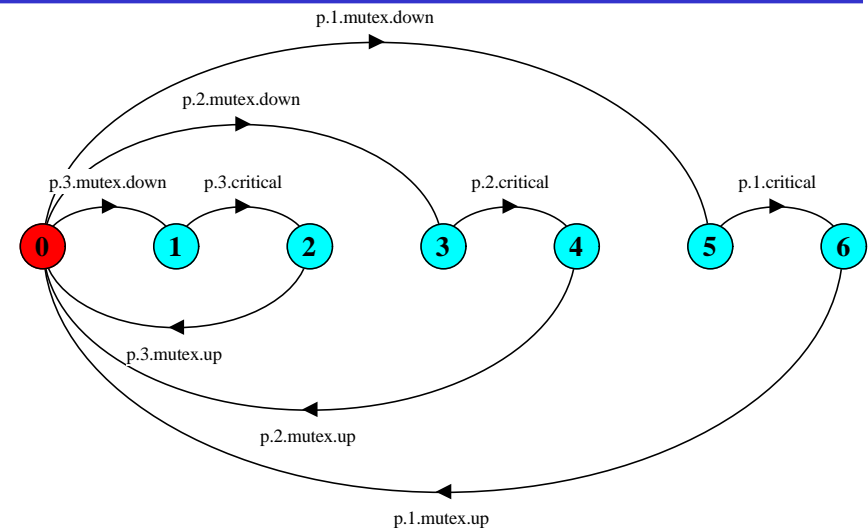 p.1.mutex.down
p.2.mutex.down
p.3.mutex.down
p.3.critical
p.2.critical
p.1.critical
0
1
2
3
4
5
6
p.3.mutex.up
p.2.mutex.up
p.1.mutex.up